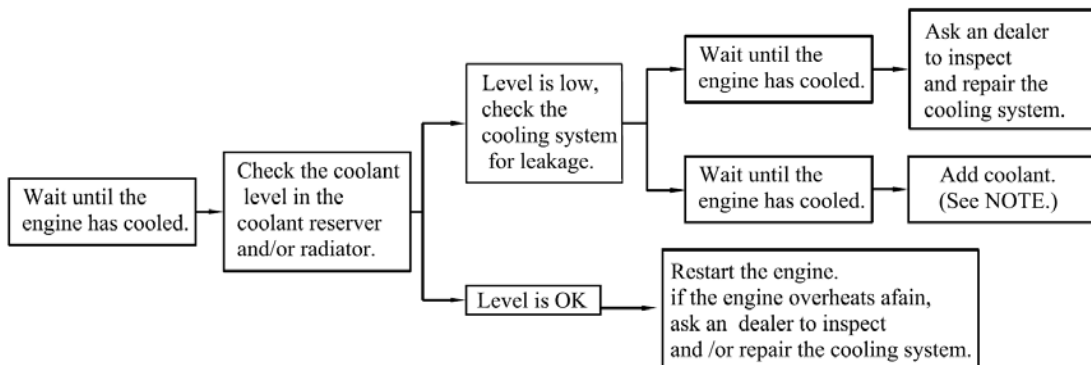 Wait until the
engine has cooled.
Check the coolant
level in the
coolant reserver
and/or radiator.
Level is low,
check the
cooling system
for leakage.
Wait until the
engine has cooled.
Ask an dealer
to inspect
and repair the
cooling system.
Wait until the
engine has cooled.
Add coolant.
(See NOTE.)
Level is OK
Restart the engine.
if the engine overheats afain,
ask an dealer to inspect
and /or repair the cooling system.